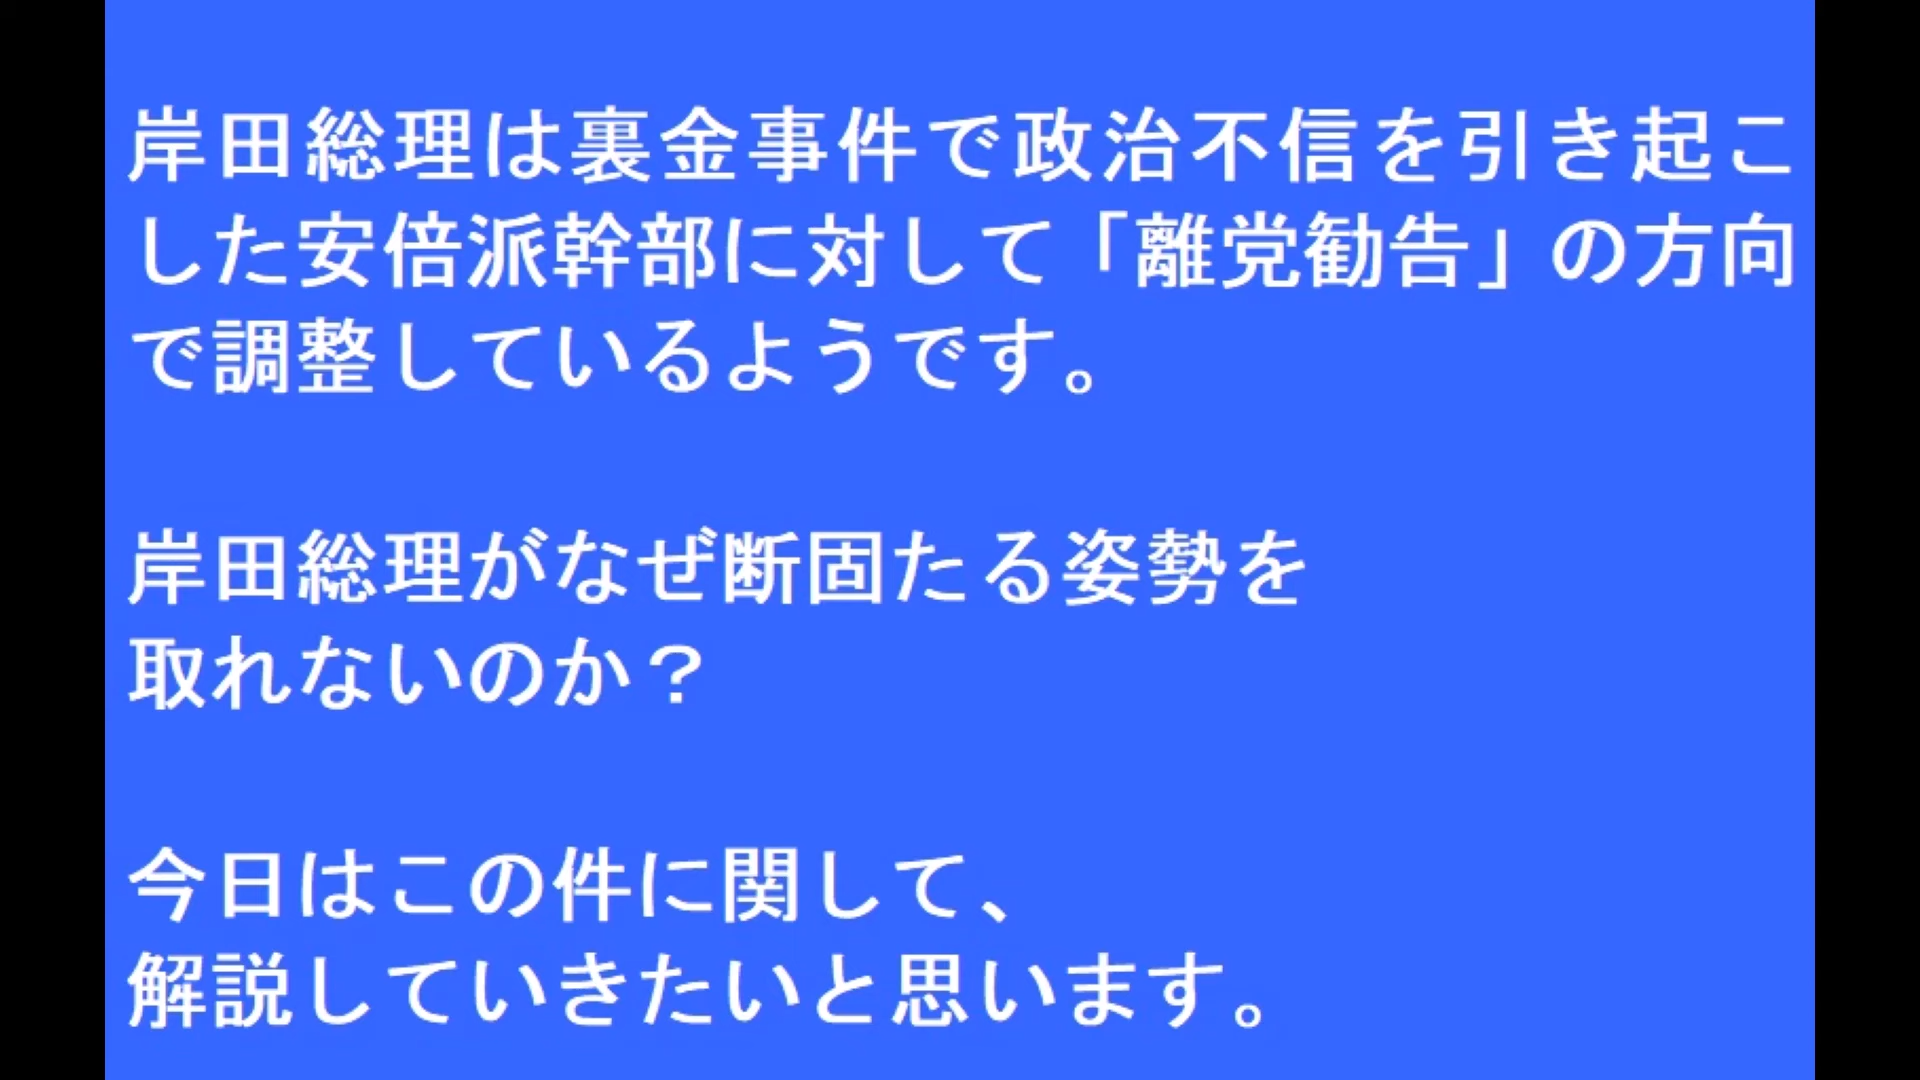 岸田総理は裏金事件で政治不信を引き起こ
した安倍派幹部に対して「離党勧告」の方向
で調整しているようです。
岸田総理がなぜ断固たる姿勢を
取れないのか？
今日はこの件に関して、
解説していきたいと思います。